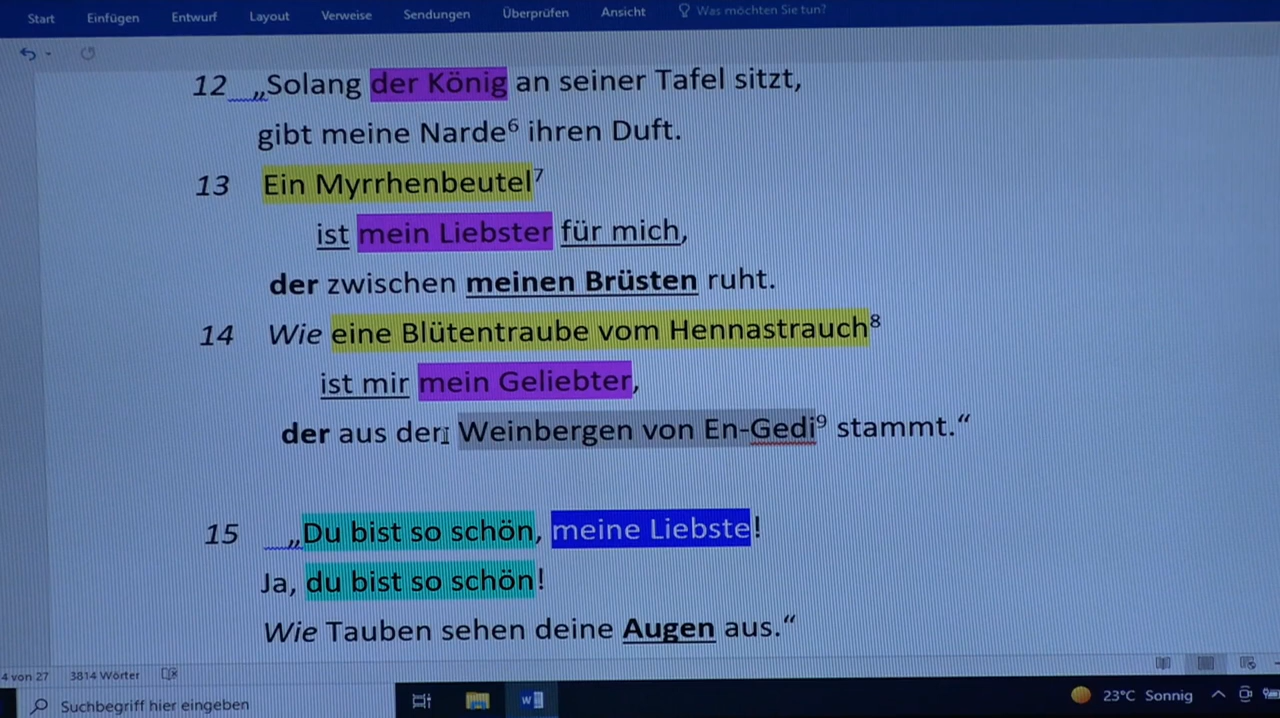 Start Einfügen Entwurf Layout Verweise Sendungen Überprüfen Ansicht Was möchten Sie tun?
12 „Solang der König an seiner Tafel sitzt,
gibt meine Narde⁶ ihren Duft.
13 Ein Myrrhenbeutel⁷
ist mein Liebster für mich,
der zwischen meinen Brüsten ruht.
14 Wie eine Blütentraube vom Hennastrauch⁸
ist mir mein Geliebter,
der aus den Weinbergen von En-Gedi⁹ stammt.“
15 „Du bist so schön, meine Liebste!
Ja, du bist so schön!
Wie Tauben sehen deine Augen aus.“
4 von 27 3814 Wörter
Suchbegriff hier eingeben W 23°C Sonnig